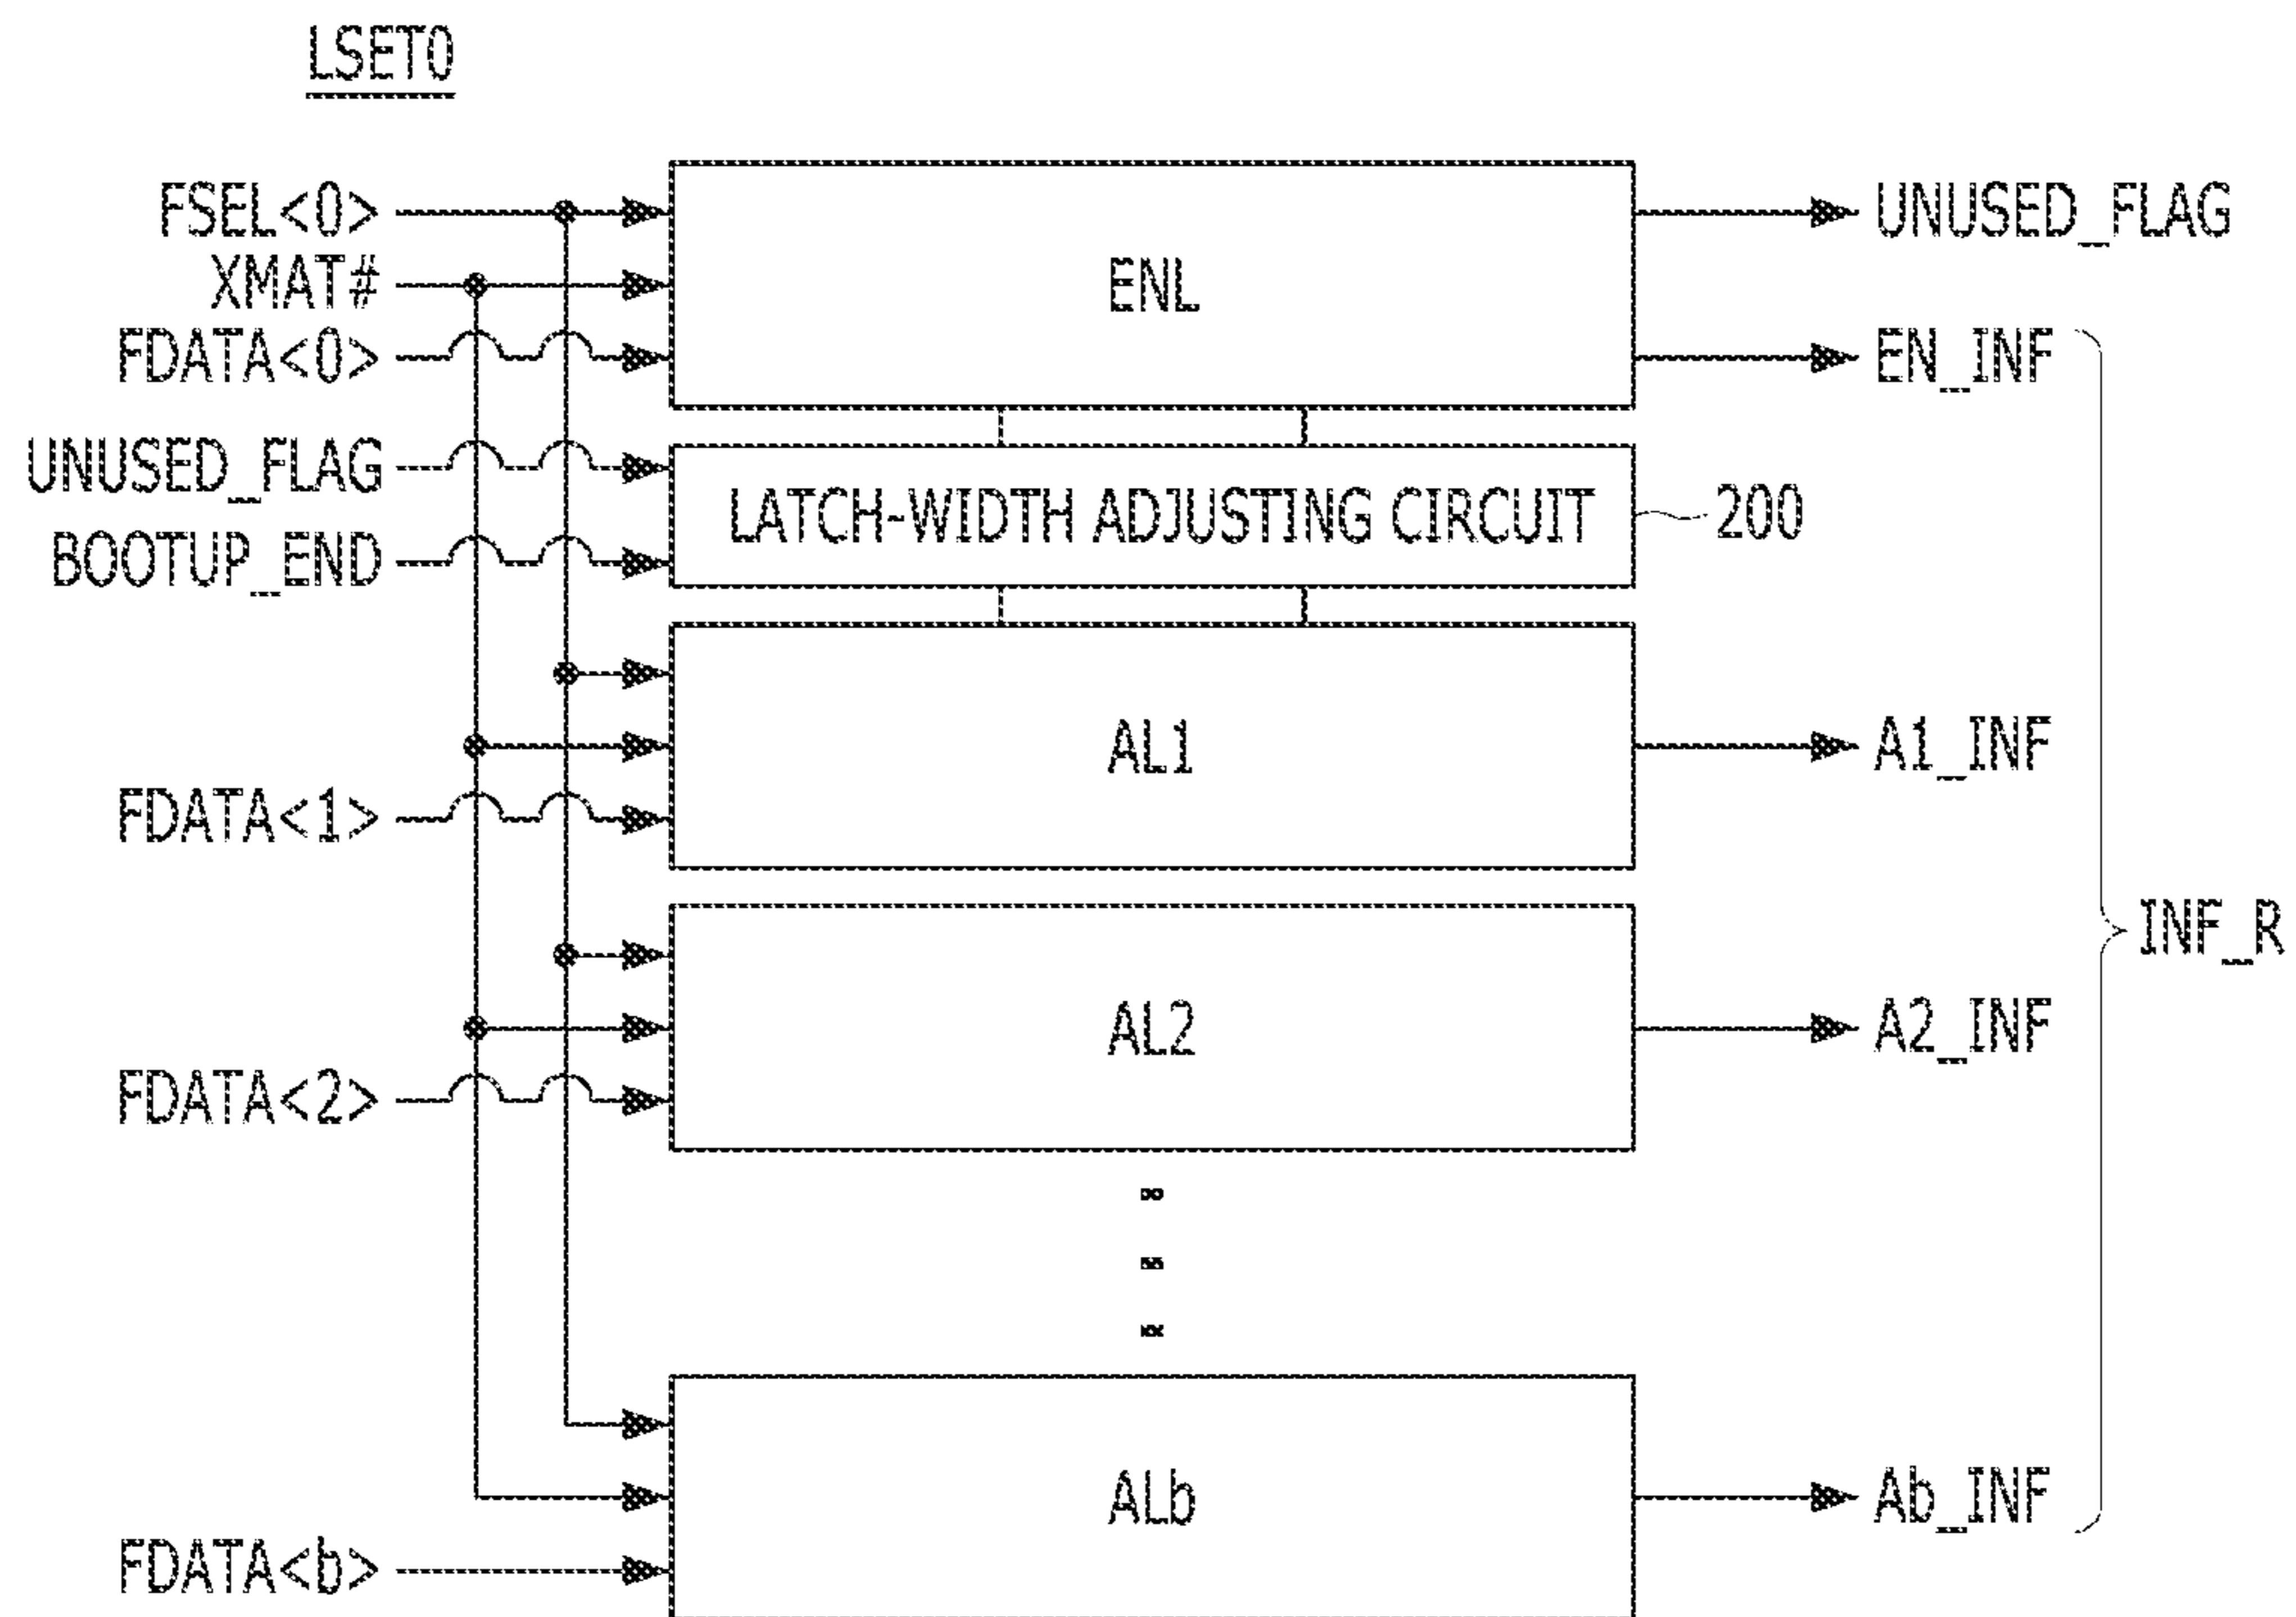 LSET0
FSEL<0>
XMAT#
FDATA<0>
ENL
UNUSED_FLAG
EN_INF
UNUSED_FLAG
BOOTUP_END
LATCH-WIDTH ADJUSTING CIRCUIT
200
FDATA<1>
AL1
A1_INF
INF_R
FDATA<2>
AL2
A2_INF
FDATA<b>
ALb
Ab_INF